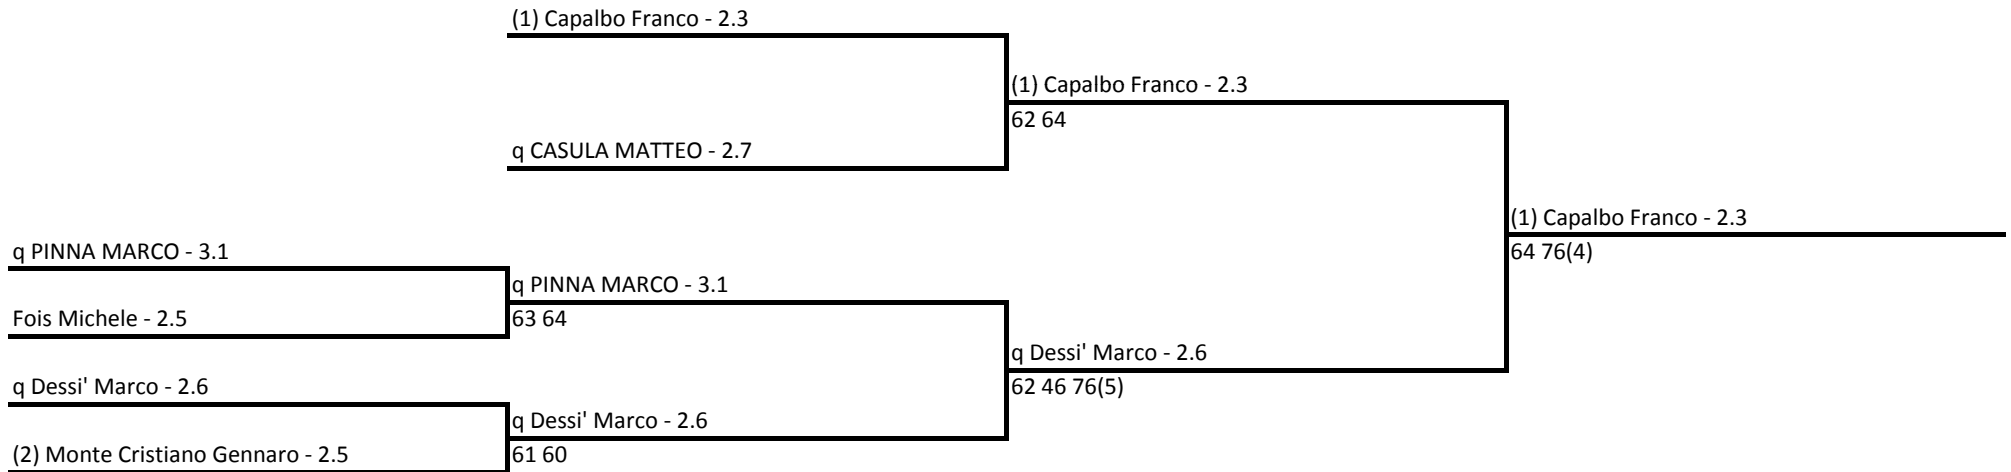 (1) Capalbo Franco - 2.3
(1) Capalbo Franco - 2.3
62 64
q CASULA MATTEO - 2.7
(1) Capalbo Franco - 2.3
64 76(4)
q PINNA MARCO - 3.1
q PINNA MARCO - 3.1
63 64
Fois Michele - 2.5
q Dessi' Marco - 2.6
62 46 76(5)
q Dessi' Marco - 2.6
q Dessi' Marco - 2.6
61 60
(2) Monte Cristiano Gennaro - 2.5